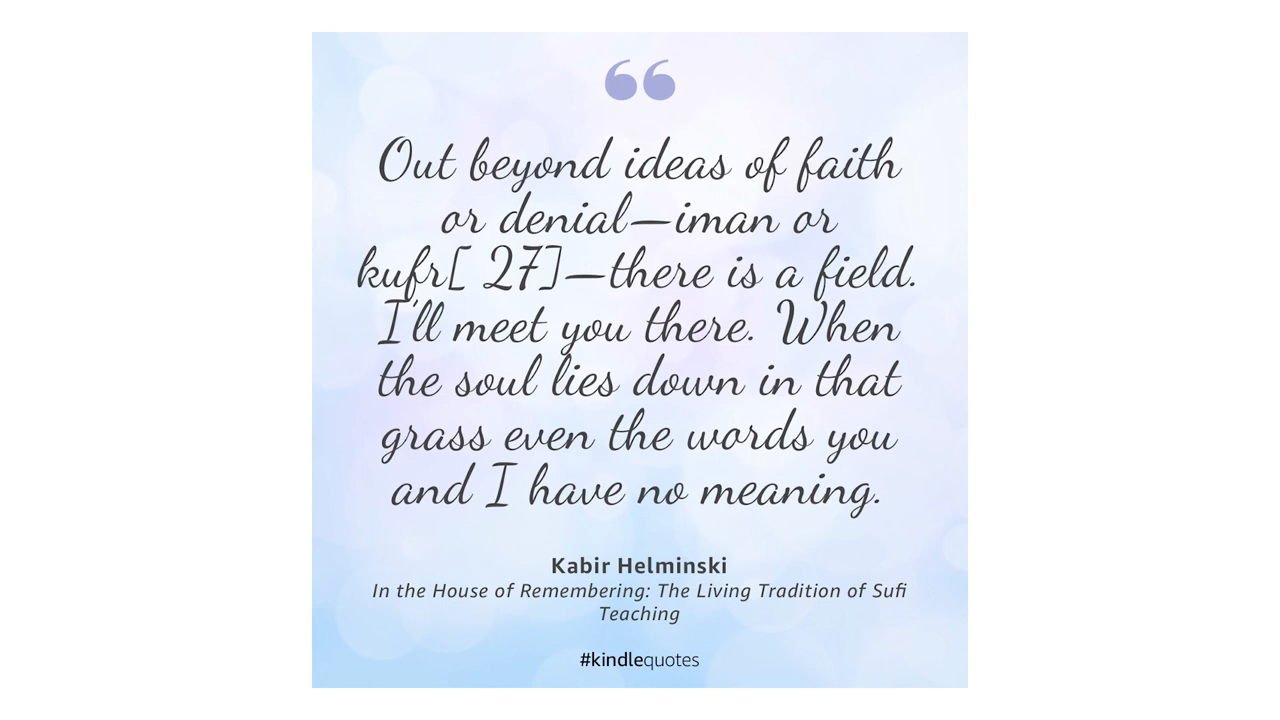 ❝
Out beyond ideas of faith
or denial—iman or
kufr[ 27]—there is a field.
I'll meet you there. When
the soul lies down in that
grass even the words you
and I have no meaning.
Kabir Helminski
In the House of Remembering: The Living Tradition of Sufi
Teaching
#kindlequotes